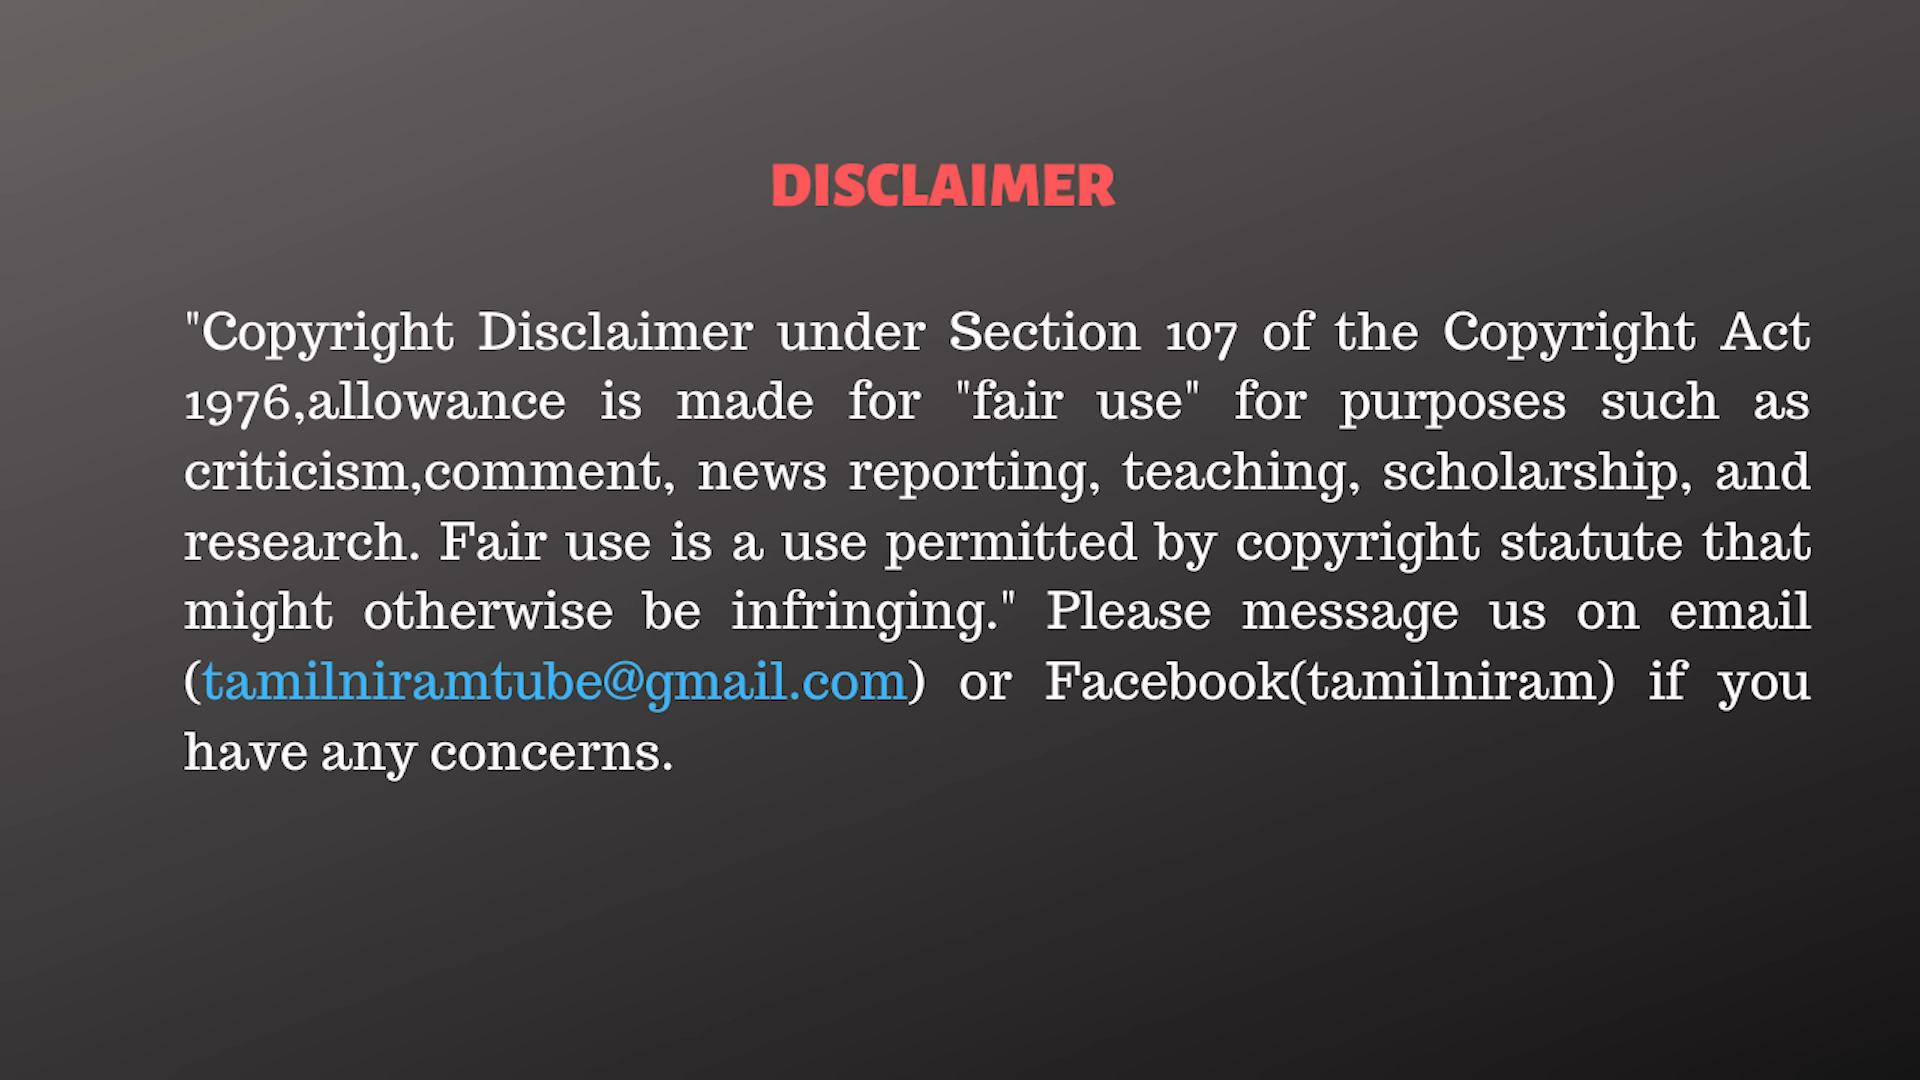 DISCLAIMER
"Copyright Disclaimer under Section 107 of the Copyright Act
1976,allowance is made for "fair use" for purposes such as
criticism,comment, news reporting, teaching, scholarship, and
research. Fair use is a use permitted by copyright statute that
might otherwise be infringing." Please message us on email
(tamilniramtube@gmail.com) or Facebook(tamilniram) if you
have any concerns.